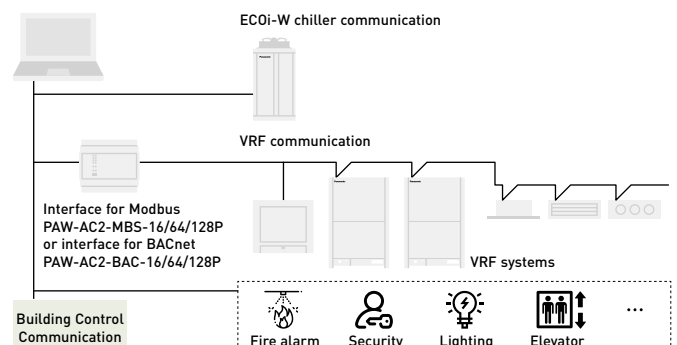 ECOi-W chiller communication
VRF communication
Interface for Modbus
PAW-AC2-MBS-16/64/128P
or interface for BACnet
PAW-AC2-BAC-16/64/128P
VRF systems
Building Control
Communication
Fire alarm Security Lighting Elevator ...